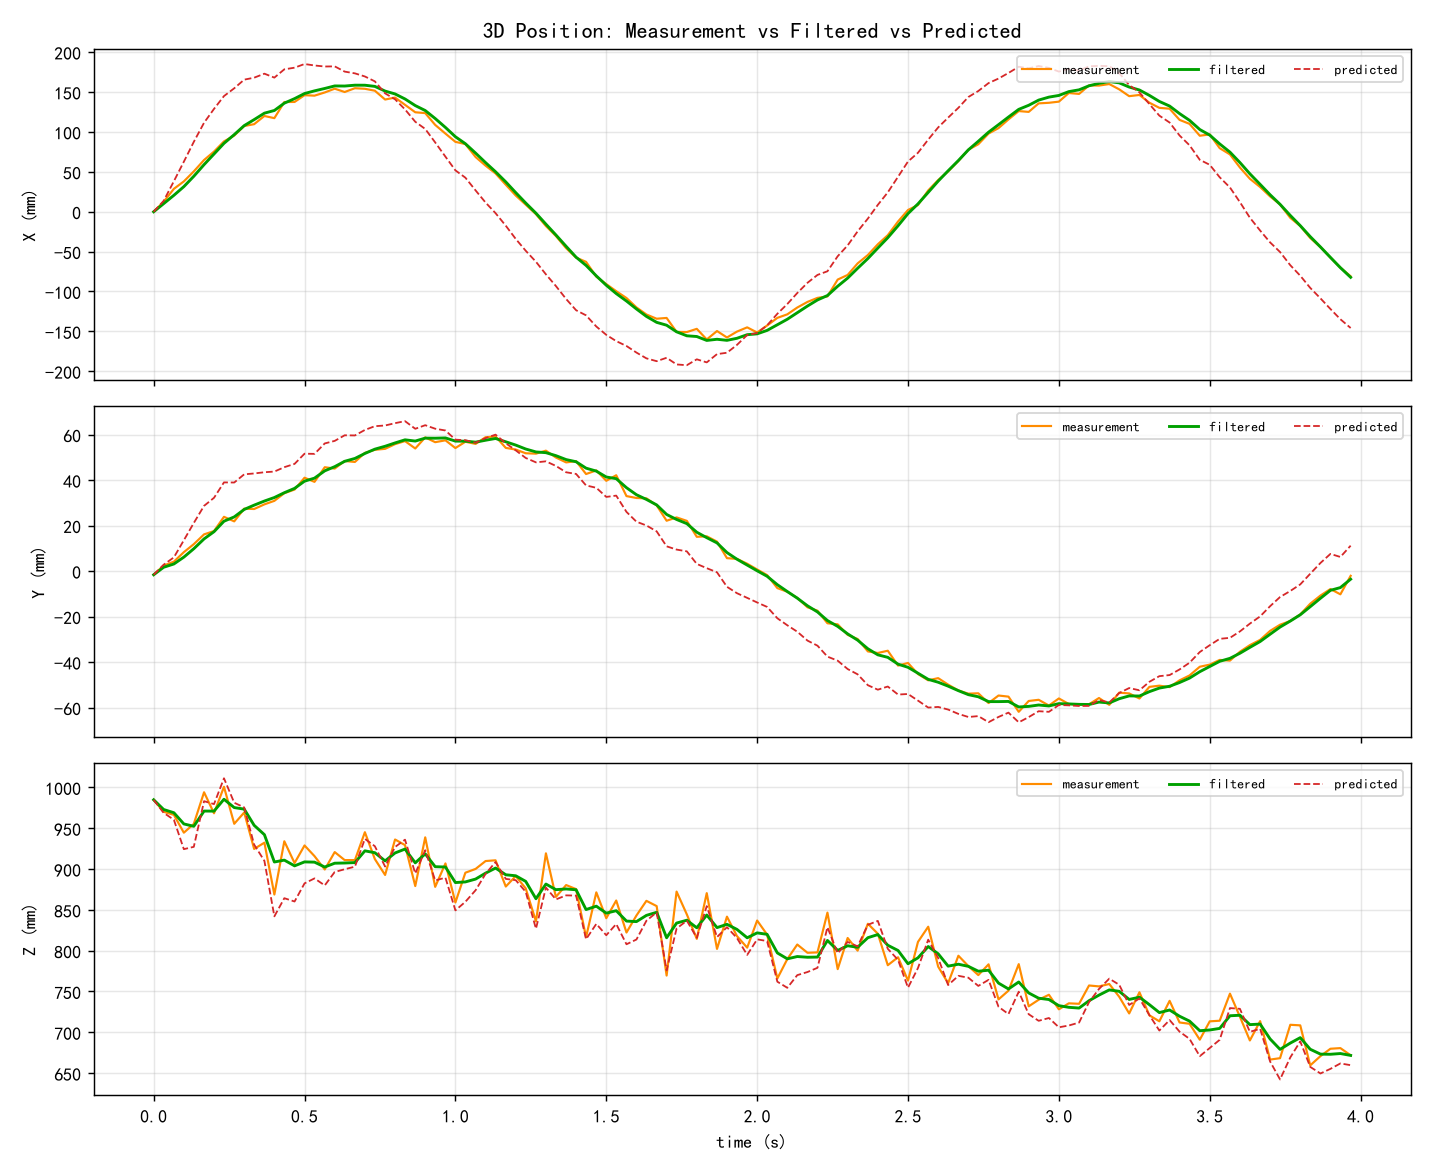 3D Position: Measurement vs Filtered vs Predicted
200
150
100
50
0
−50
−100
−150
−200
X (mm)
measurement filtered predicted
60
40
20
0
−20
−40
−60
Y (mm)
measurement filtered predicted
1000
950
900
850
800
750
700
650
Z (mm)
measurement filtered predicted
0.0 0.5 1.0 1.5 2.0 2.5 3.0 3.5 4.0
time (s)